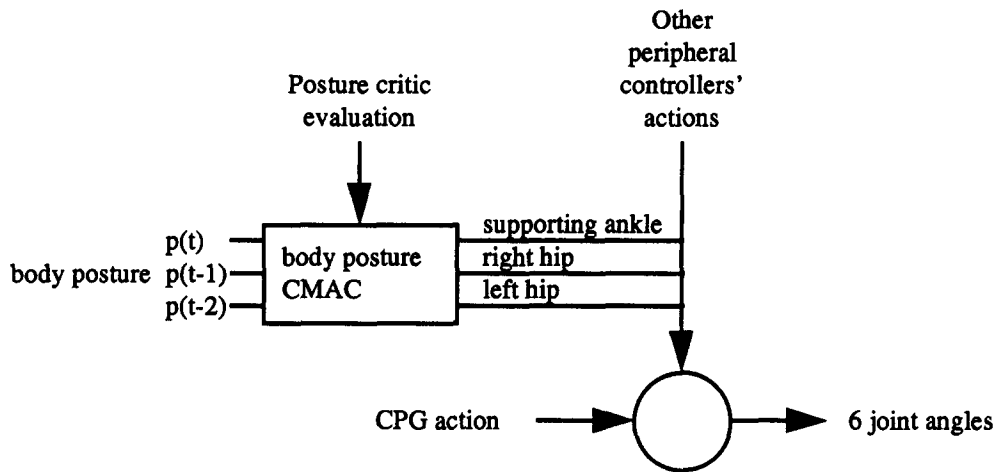 Other
peripheral
controllers'
actions
Posture critic
evaluation
supporting ankle
p(t)
body posture
right hip
body posture p(t-1)
CMAC
left hip
p(t-2)
CPG action
6 joint angles